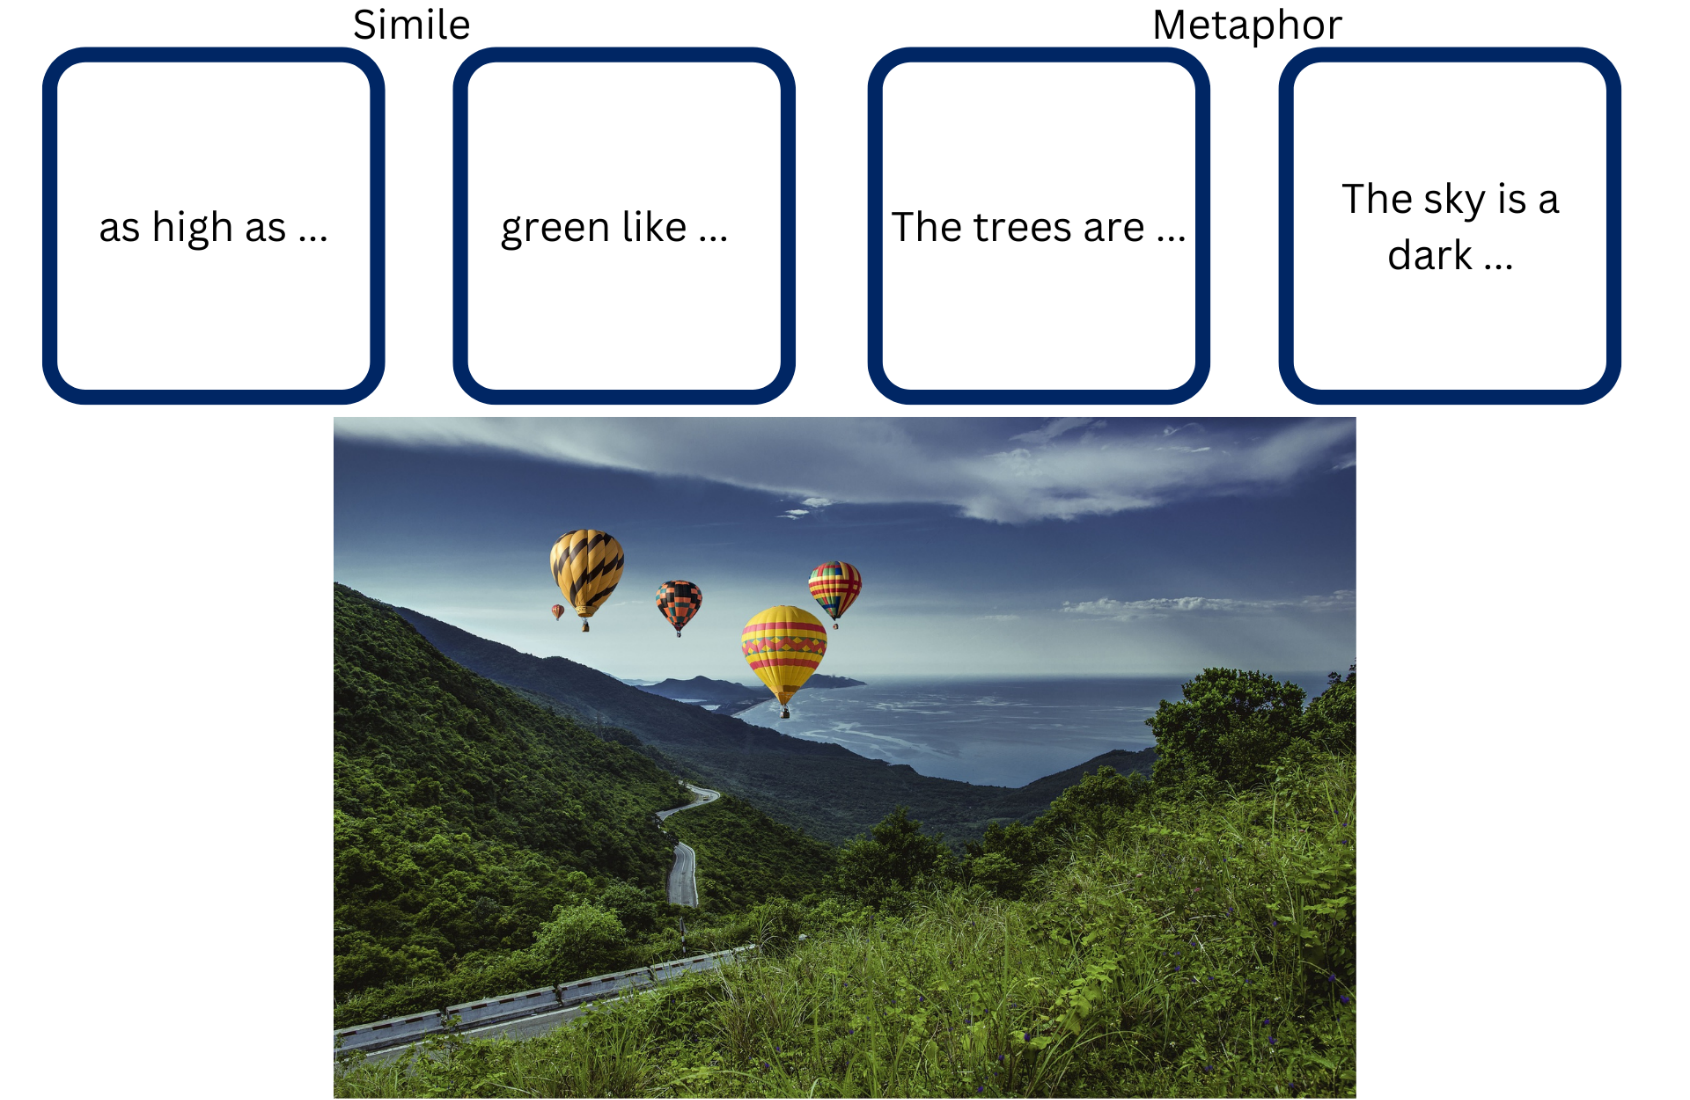 Simile
Metaphor
as high as ...
green like ...
The trees are ...
The sky is a
dark ...